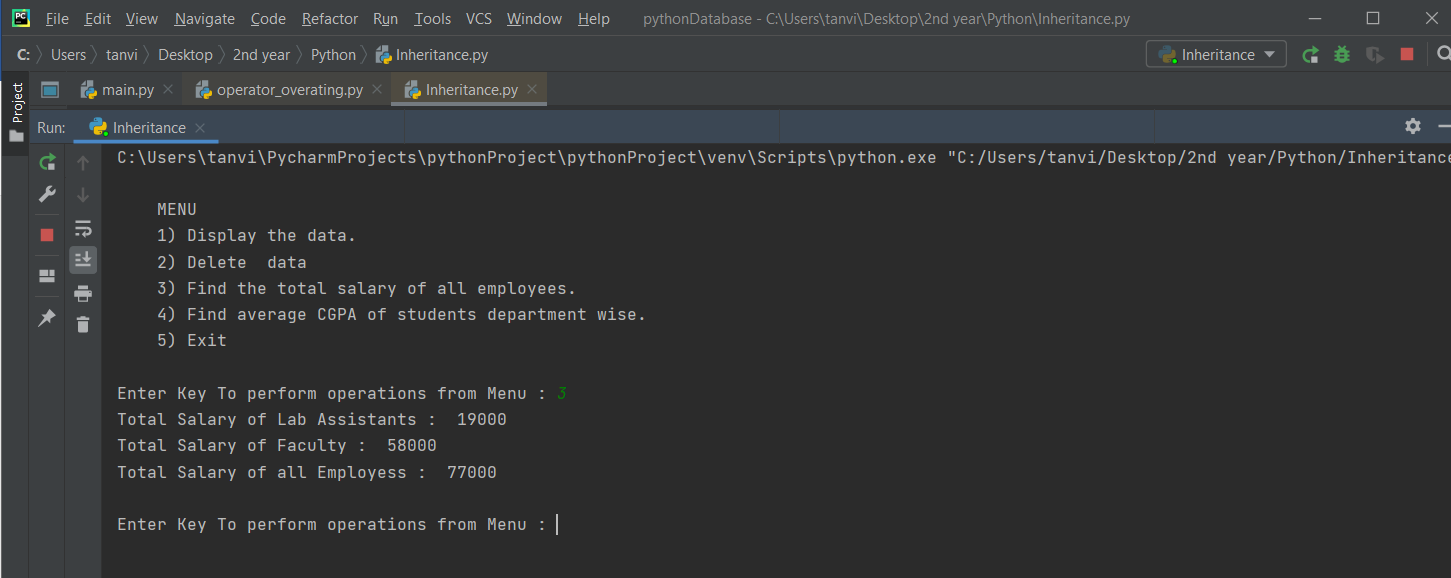 PC File Edit View Navigate Code Refactor Run Tools VCS Window Help pythonDatabase - C:\Users\tanvi\Desktop\2nd year\Python\Inheritance.py
C: Users tanvi Desktop 2nd year Python Inheritance.py Inheritance
Project
main.py operator_overating.py Inheritance.py
Run: Inheritance
C:\Users\tanvi\PycharmProjects\pythonProject\pythonProject\venv\Scripts\python.exe "C:/Users/tanvi/Desktop/2nd year/Python/Inheritance
MENU
1) Display the data.
2) Delete  data
3) Find the total salary of all employees.
4) Find average CGPA of students department wise.
5) Exit
Enter Key To perform operations from Menu : 3
Total Salary of Lab Assistants :  19000
Total Salary of Faculty :  58000
Total Salary of all Employess :  77000
Enter Key To perform operations from Menu :